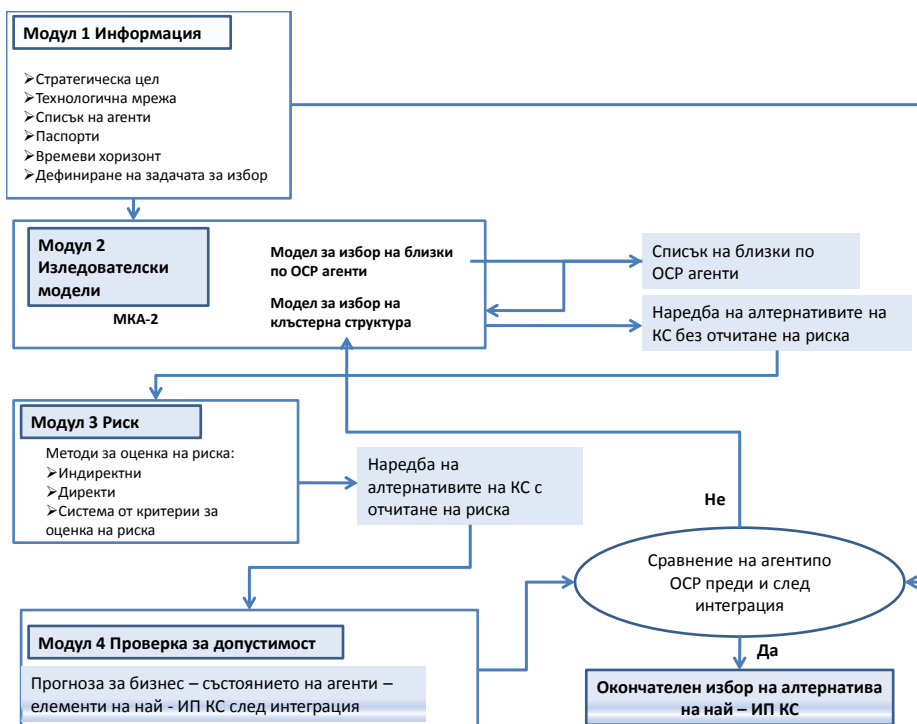 Модул 1 Информация
➢Стратегическа цел
➢Технологична мрежа
➢Списък на агенти
➢Паспорти
➢Времеви хоризонт
➢Дефиниране на задачата за избор
Модул 2
Изледователски
модели
МКА-2
Модел за избор на близки
по ОСР агенти
Модел за избор на
клъстерна структура
Списък на близки по
ОСР агенти
Наредба на алтернативите на
КС без отчитане на риска
Модул 3 Риск
Методи за оценка на риска:
➢Индиректни
➢Директи
➢Система от критерии за
оценка на риска
Наредба на
алтернативите на КС с
отчитане на риска
Не
Сравнение на агентипо
ОСР преди и след
интеграция
Да
Модул 4 Проверка за допустимост
Прогноза за бизнес – състоянието на агенти –
елементи на най - ИП КС след интеграция
Окончателен избор на алтернатива
на най – ИП КС